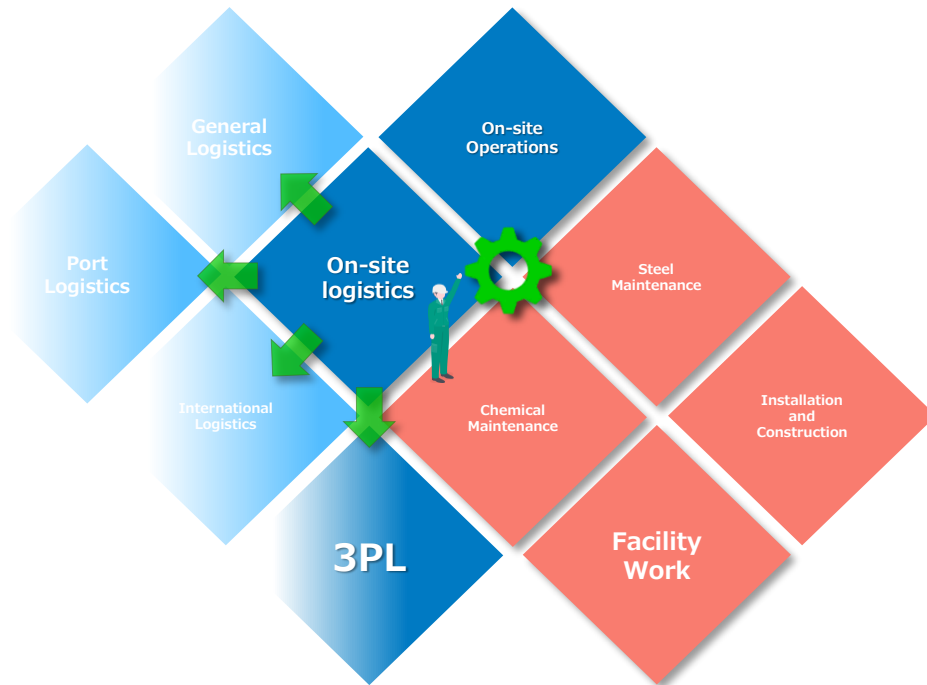 General
Logistics
On-site
Operations
Port
Logistics
On-site
logistics
Steel
Maintenance
International
Logistics
Chemical
Maintenance
Installation
and
Construction
3PL
Facility
Work